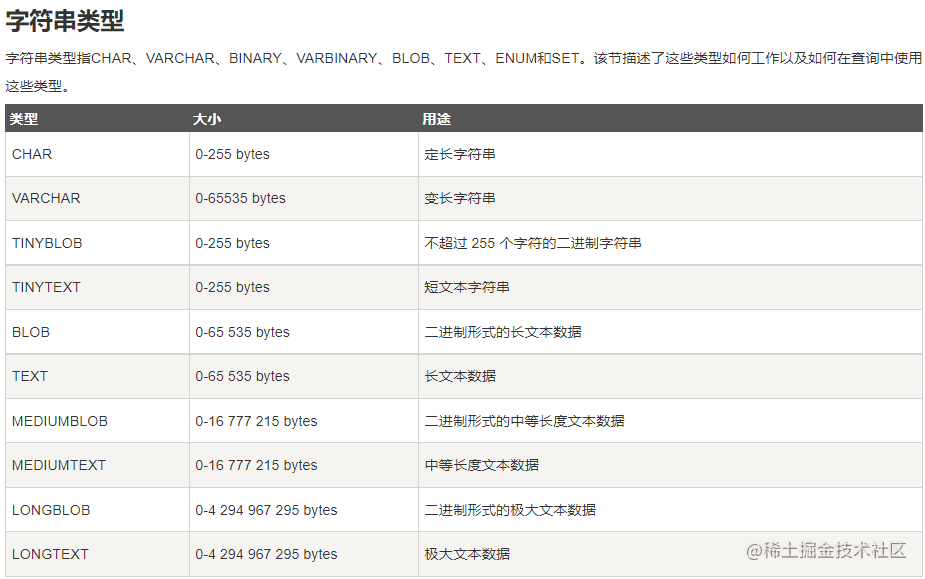 字符串类型
字符串类型指CHAR、VARCHAR、BINARY、VARBINARY、BLOB、TEXT、ENUM和SET。该节描述了这些类型如何工作以及如何在查询中使用
这些类型。
类型 大小 用途
CHAR 0-255 bytes 定长字符串
VARCHAR 0-65535 bytes 变长字符串
TINYBLOB 0-255 bytes 不超过 255 个字符的二进制字符串
TINYTEXT 0-255 bytes 短文本字符串
BLOB 0-65 535 bytes 二进制形式的长文本数据
TEXT 0-65 535 bytes 长文本数据
MEDIUMBLOB 0-16 777 215 bytes 二进制形式的中等长度文本数据
MEDIUMTEXT 0-16 777 215 bytes 中等长度文本数据
LONGBLOB 0-4 294 967 295 bytes 二进制形式的极大文本数据
LONGTEXT 0-4 294 967 295 bytes 极大文本数据
@稀土掘金技术社区